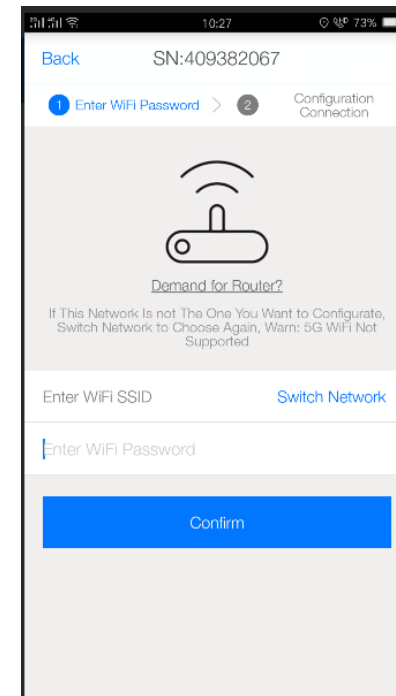 10:27
73%
Back
SN:409382067
1 Enter WiFi Password > 2 Configuration
Connection
Demand for Router?
If This Network Is not The One You Want to Configurate,
Switch Network to Choose Again, Warn: 5G WiFi Not
Supported
Enter WiFi SSID
Switch Network
Enter WiFi Password
Confirm